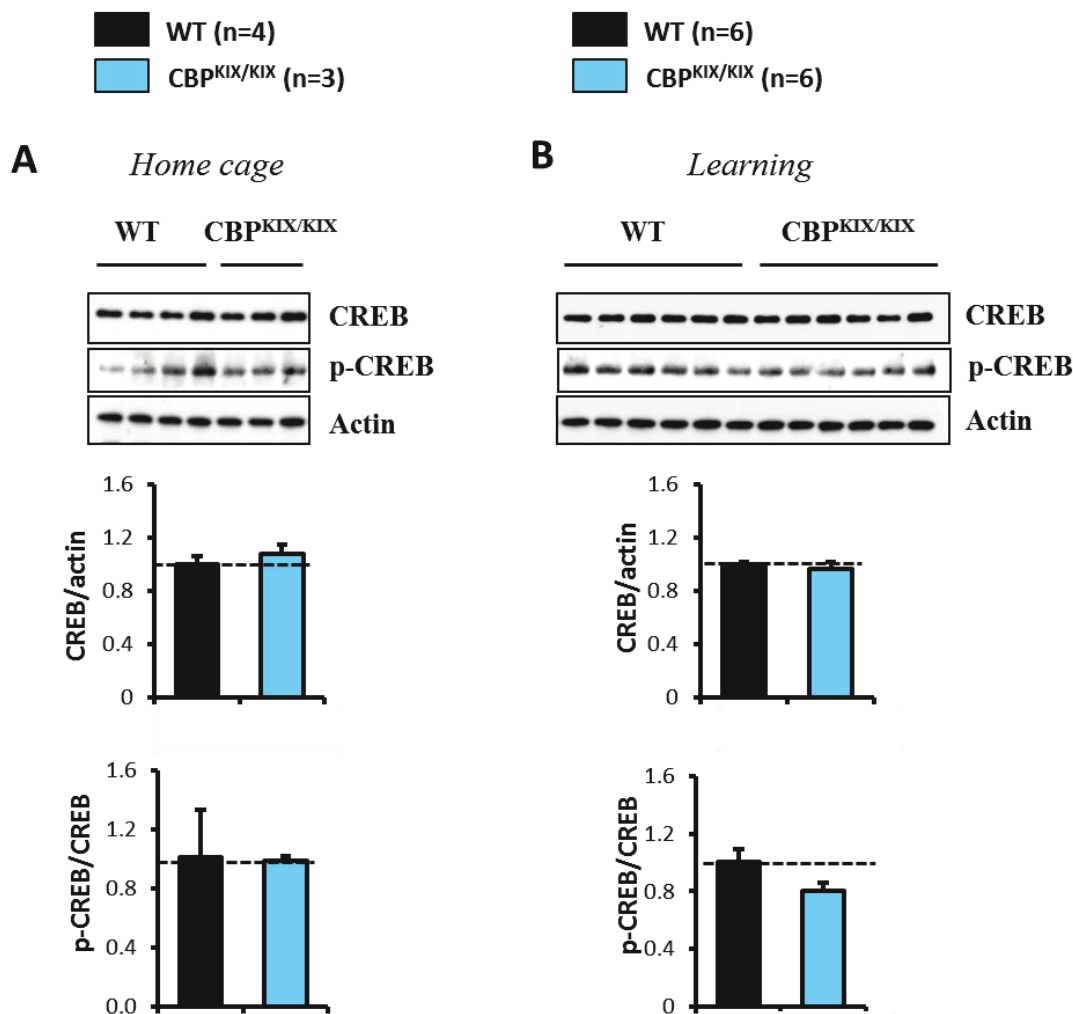 WT (n=4)
CBPKIX/KIX (n=3)
WT (n=6)
CBPKIX/KIX (n=6)
A
Home cage
WT
CBPKIX/KIX
CREB
p-CREB
Actin
1.6
1.2
0.8
0.4
0
CREB/actin
1.6
1.2
0.8
0.4
0.0
p-CREB/CREB
B
Learning
WT
CBPKIX/KIX
CREB
p-CREB
Actin
1.6
1.2
0.8
0.4
0
CREB/actin
1.6
1.2
0.8
0.4
0
p-CREB/CREB